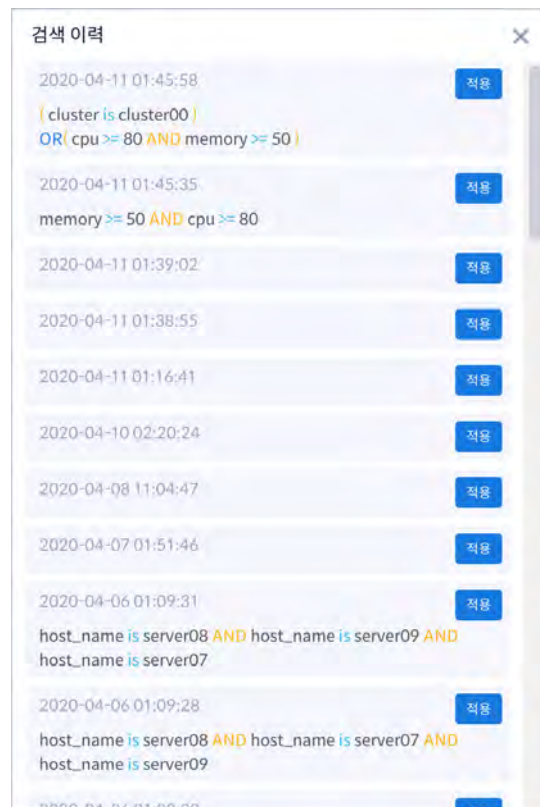 검색 이력
2020-04-11 01:45:58
적용
( cluster is cluster00 )
OR ( cpu >= 80 AND memory >= 50 )
2020-04-11 01:45:35
적용
memory >= 50 AND cpu >= 80
2020-04-11 01:39:02
적용
2020-04-11 01:38:55
적용
2020-04-11 01:16:41
적용
2020-04-10 02:20:24
적용
2020-04-08 11:04:47
적용
2020-04-07 01:51:46
적용
2020-04-06 01:09:31
적용
host_name is server08 AND host_name is server09 AND
host_name is server07
2020-04-06 01:09:28
적용
host_name is server08 AND host_name is server07 AND
host_name is server09